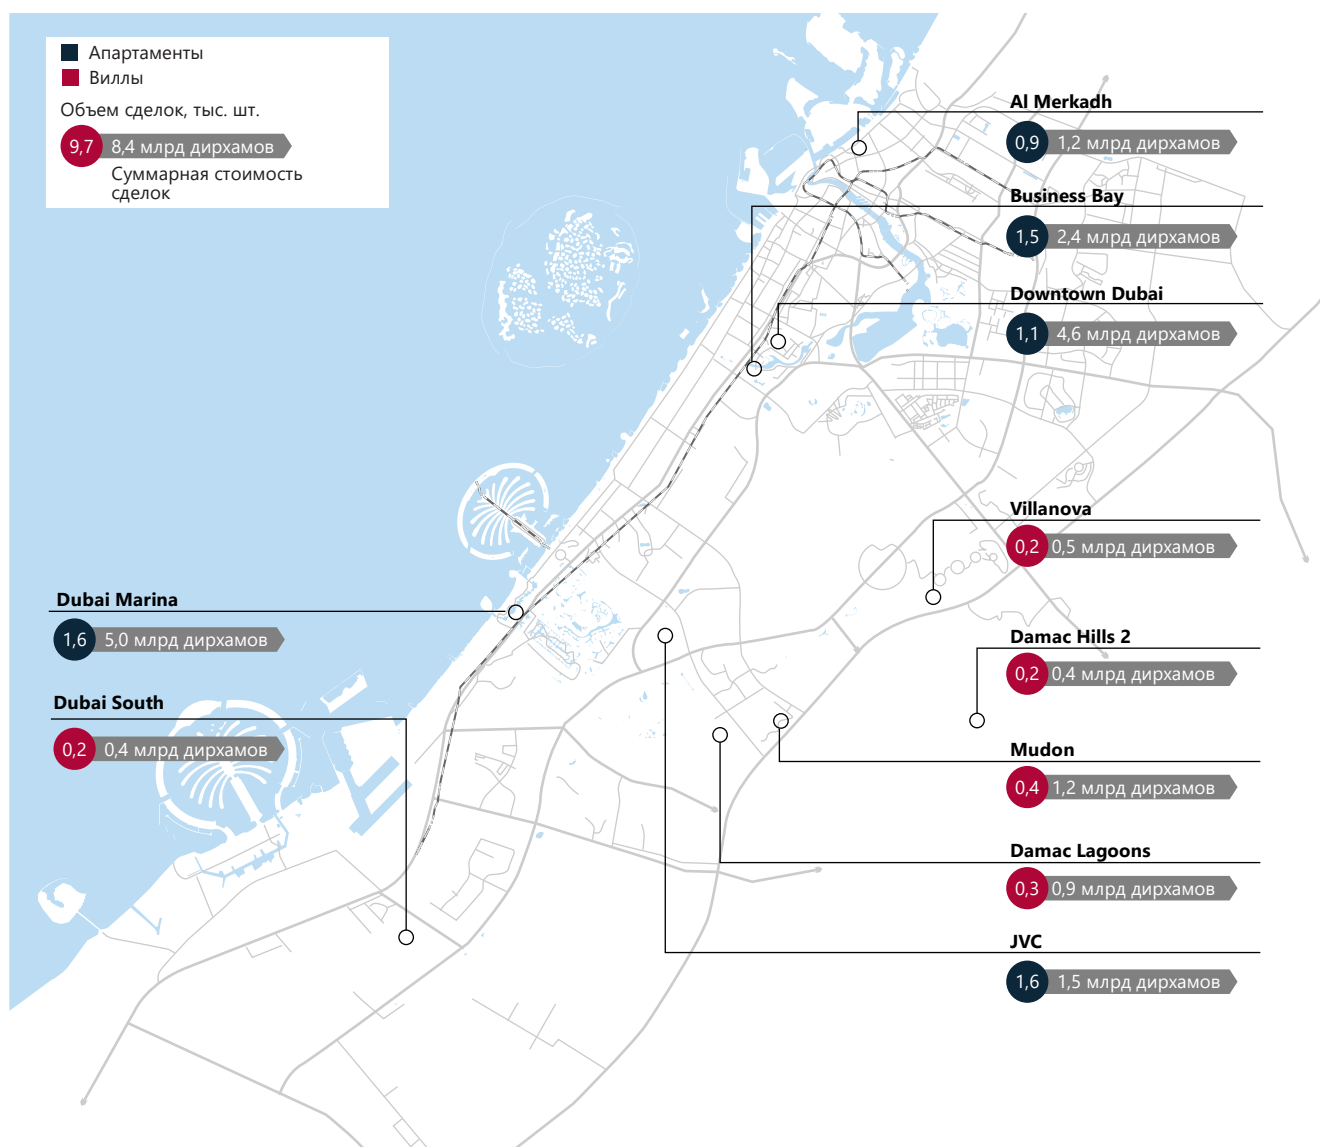 Апартаменты
Виллы
Объем сделок, тыс. шт.
9,7 8,4 млрд дирхамов
Суммарная стоимость
сделок
Al Merkadh
0,9 1,2 млрд дирхамов
Business Bay
1,5 2,4 млрд дирхамов
Downtown Dubai
1,1 4,6 млрд дирхамов
Villanova
0,2 0,5 млрд дирхамов
Dubai Marina
1,6 5,0 млрд дирхамов
Damac Hills 2
0,2 0,4 млрд дирхамов
Dubai South
0,2 0,4 млрд дирхамов
Mudon
0,4 1,2 млрд дирхамов
Damac Lagoons
0,3 0,9 млрд дирхамов
JVC
1,6 1,5 млрд дирхамов